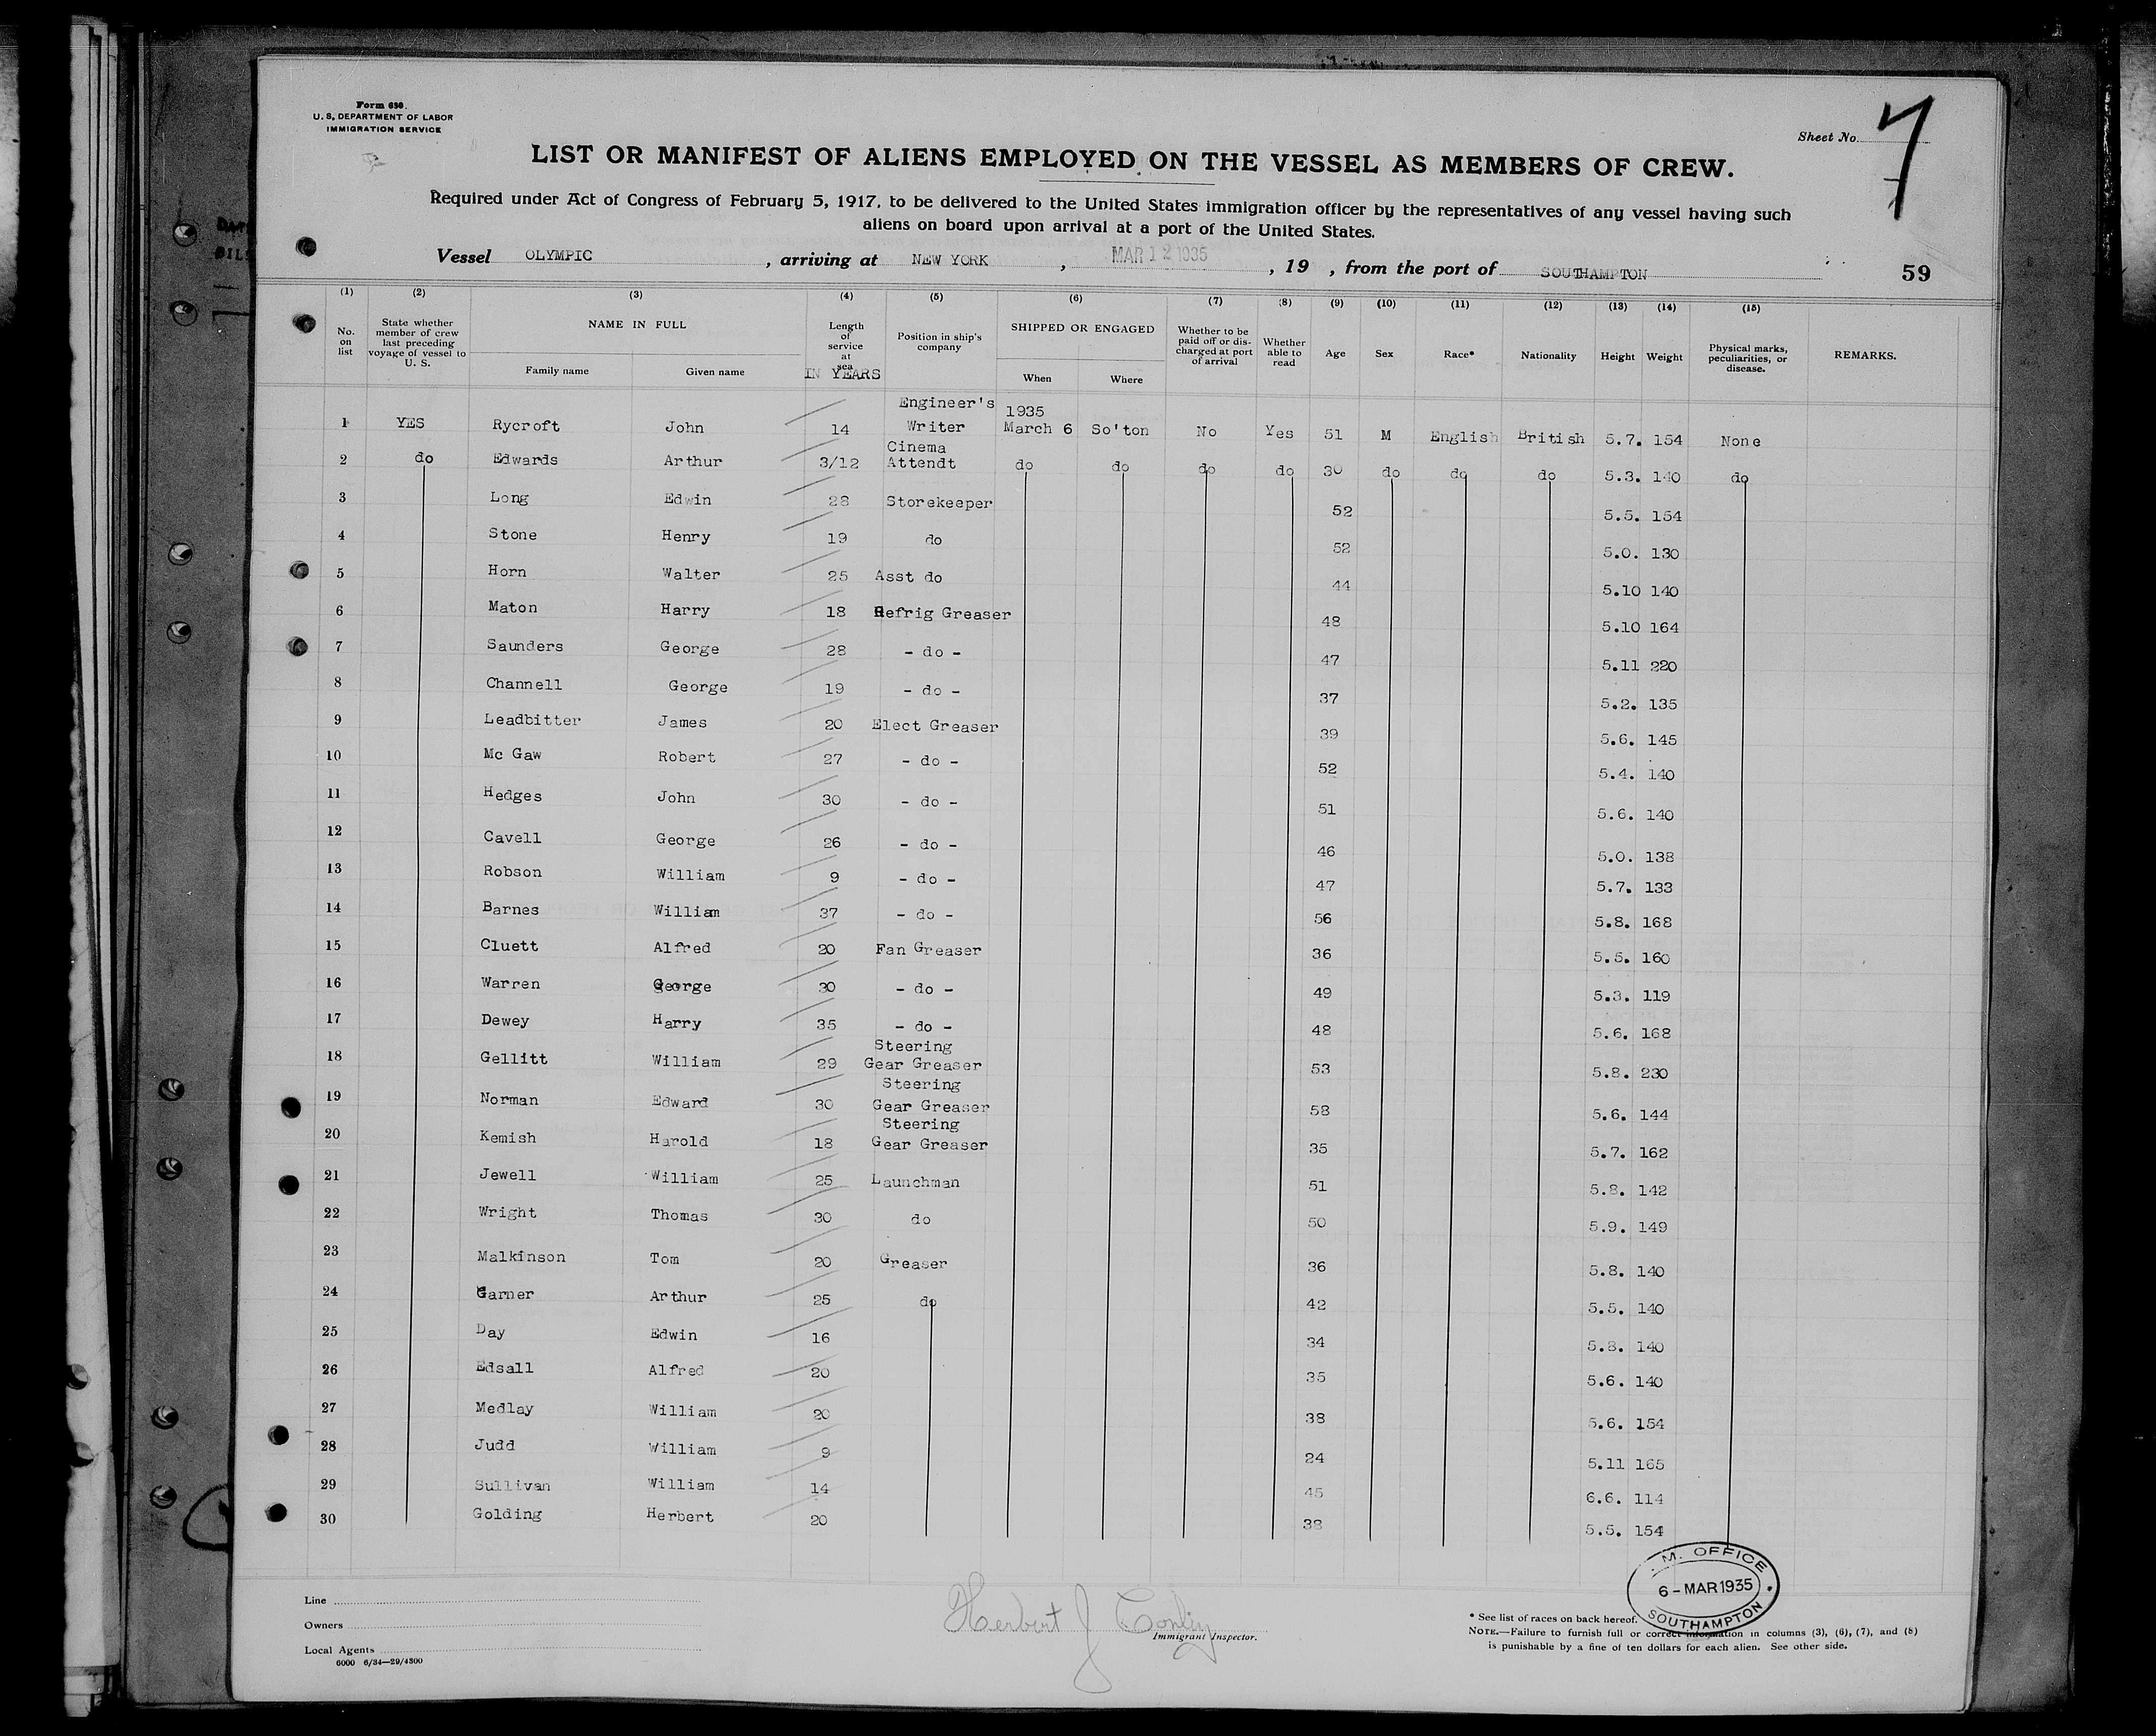 Form 680.
U. S. DEPARTMENT OF LABOR
IMMIGRATION SERVICE
Sheet No. 7
LIST OR MANIFEST OF ALIENS EMPLOYED ON THE VESSEL AS MEMBERS OF CREW.
Required under Act of Congress of February 5, 1917, to be delivered to the United States immigration officer by the representatives of any vessel having such
aliens on board upon arrival at a port of the United States.
Vessel OLYMPIC, arriving at NEW YORK, MAR 12 1935, 19 , from the port of SOUTHAMPTON 59
(1) (2) (3) (4) (5) (6) (7) (8) (9) (10) (11) (12) (13) (14) (15)
No. on list State whether member of crew last preceding voyage of vessel to U. S. NAME IN FULL Family name Given name Length of service at sea IN YEARS Position in ship's company SHIPPED OR ENGAGED When Where Whether to be paid off or discharged at port of arrival Whether able to read Age Sex Race* Nationality Height Weight Physical marks, peculiarities, or disease. REMARKS.
1 YES Rycroft John 14 Engineer's Writer 1935 March 6 So'ton No Yes 51 M English British 5.7. 154 None
2 do Edwards Arthur 3/12 Cinema Attendt do do do do 30 do do do 5.3. 140 do
3 Long Edwin 28 Storekeeper 52 5.5. 154
4 Stone Henry 19 do 52 5.0. 130
5 Horn Walter 25 Asst do 44 5.10 140
6 Maton Harry 18 Refrig Greaser 48 5.10 164
7 Saunders George 28 - do - 47 5.11 220
8 Channell George 19 - do - 37 5.2. 135
9 Leadbitter James 20 Elect Greaser 39 5.6. 145
10 Mc Gaw Robert 27 - do - 52 5.4. 140
11 Hedges John 30 - do - 51 5.6. 140
12 Cavell George 26 - do - 46 5.0. 138
13 Robson William 9 - do - 47 5.7. 133
14 Barnes William 37 - do - 56 5.8. 168
15 Cluett Alfred 20 Fan Greaser 36 5.5. 160
16 Warren George 30 - do - 49 5.3. 119
17 Dewey Harry 35 - do - 48 5.6. 168
18 Gellitt William 29 Steering Gear Greaser 53 5.8. 230
19 Norman Edward 30 Steering Gear Greaser 58 5.6. 144
20 Kemish Harold 18 Steering Gear Greaser 35 5.7. 162
21 Jewell William 25 Launchman 51 5.8. 142
22 Wright Thomas 30 do 50 5.9. 149
23 Malkinson Tom 20 Greaser 36 5.8. 140
24 Garner Arthur 25 do 42 5.5. 140
25 Day Edwin 16 34 5.8. 140
26 Edsall Alfred 20 35 5.6. 140
27 Medlay William 20 38 5.6. 154
28 Judd William 9 24 5.11 165
29 Sullivan William 14 45 6.6. 114
30 Golding Herbert 20 38 5.5. 154
M. OFFICE
6 - MAR 1935
SOUTHAMPTON
Line
Owners
Local Agents
6000 6/34—29/4300
Herbert J Conley
Immigrant Inspector.
* See list of races on back hereof.
NOTE.—Failure to furnish full or correct information in columns (3), (6), (7), and (8)
is punishable by a fine of ten dollars for each alien. See other side.